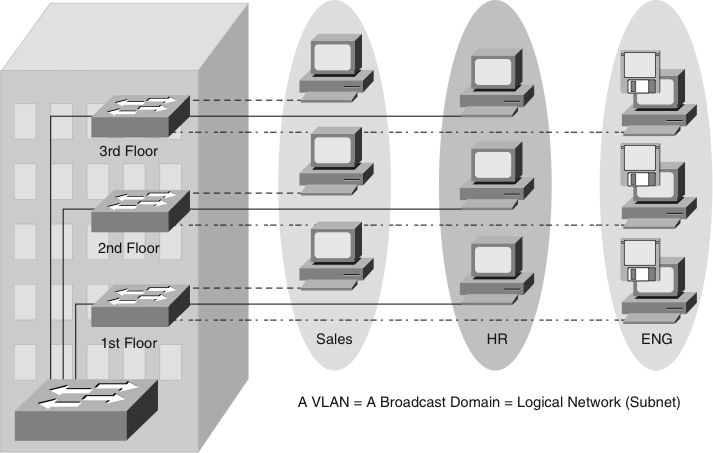 3rd Floor
2nd Floor
1st Floor
Sales
HR
ENG
A VLAN = A Broadcast Domain = Logical Network (Subnet)